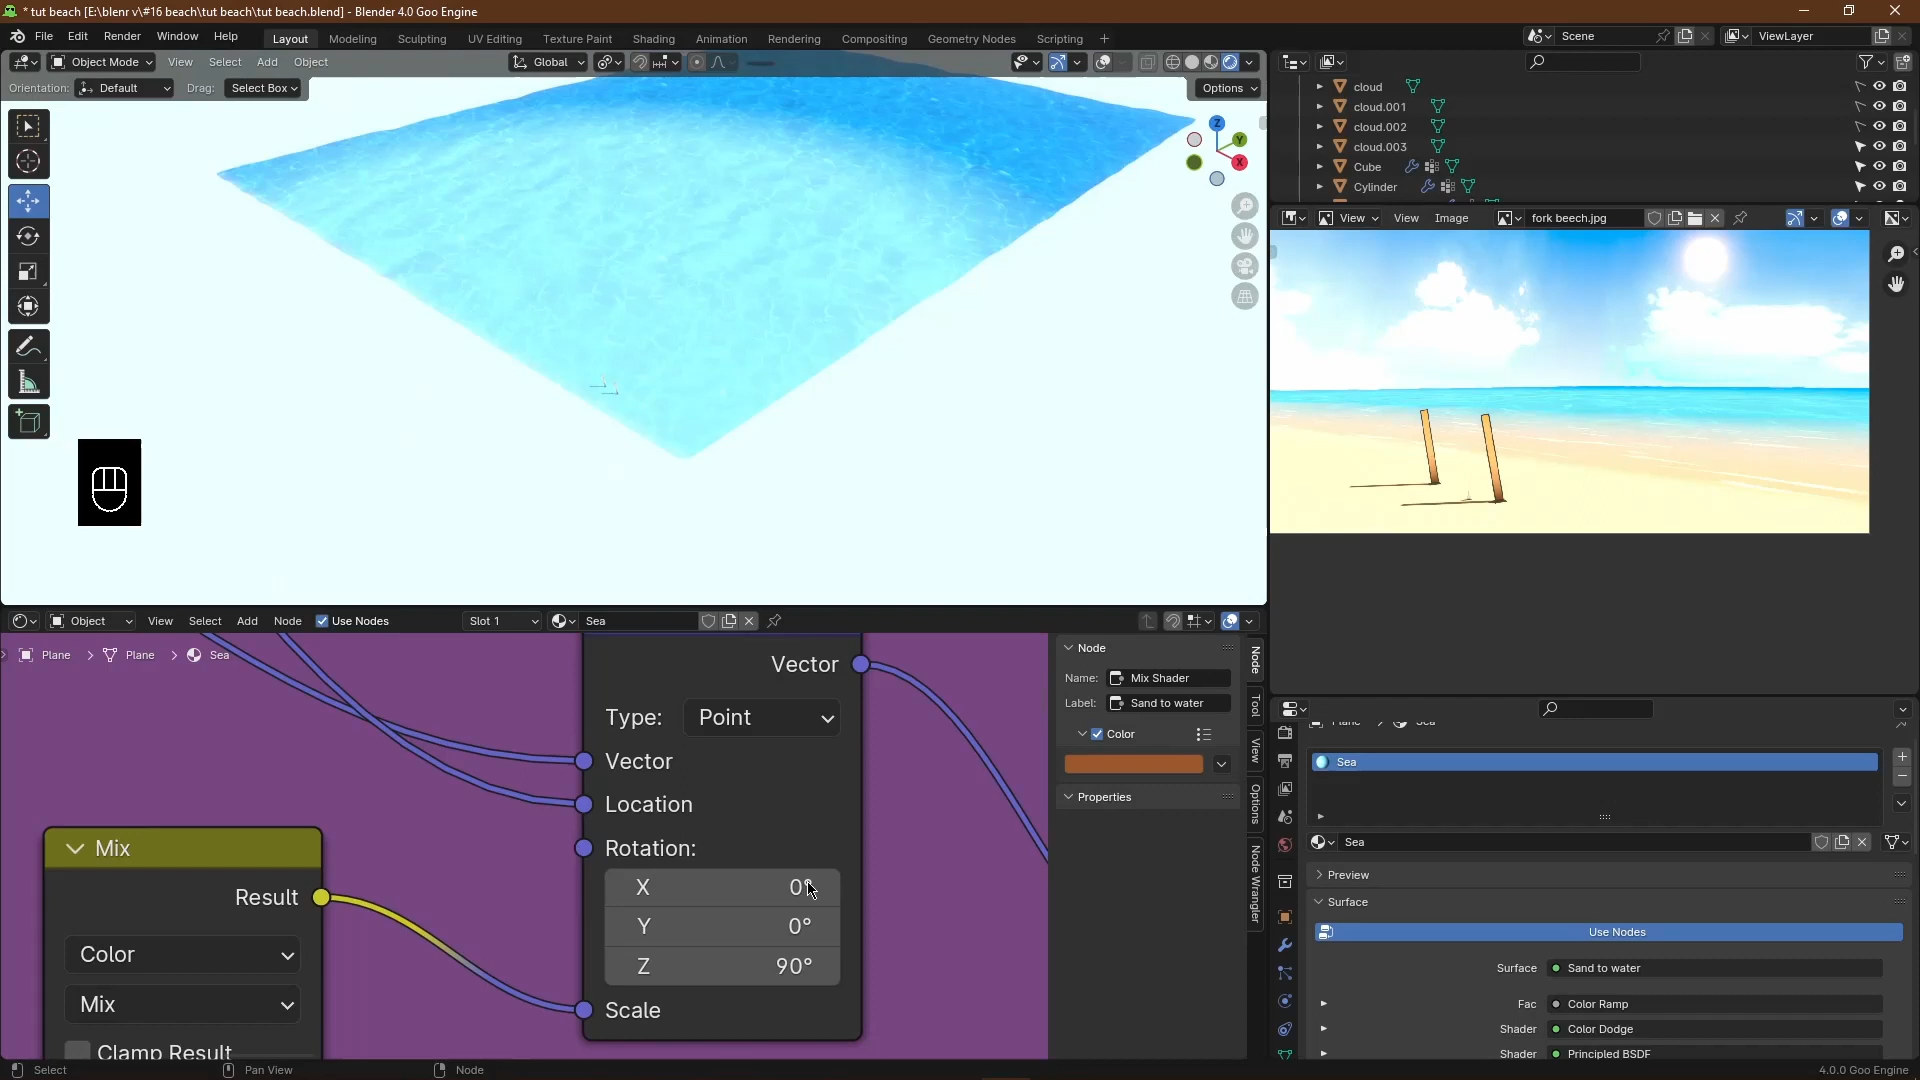 * tut beach [E:\blenr v\#16 beach\tut beach\tut beach.blend] - Blender 4.0 Goo Engine
File Edit Render Window Help
Layout Modeling Sculpting UV Editing Texture Paint Shading Animation Rendering Compositing Geometry Nodes Scripting +
Scene ViewLayer
Object Mode View Select Add Object Global
Orientation: Default Drag: Select Box Options
Z
Y
X
cloud
cloud.001
cloud.002
cloud.003
Cube
Cylinder
View View Image fork beech.jpg
Object View Select Add Node Use Nodes Slot 1 Sea
Plane > Plane > Sea
Vector
Type: Point
Vector
Location
Rotation:
X 0°
Y 0°
Z 90°
Scale
Mix
Result
Color
Mix
Clamp Result
Node
Name: Mix Shader
Label: Sand to water
Color
Properties
Node
Tool
View
Options
Node Wrangler
Plane > Sea
Sea
Sea
Preview
Surface
Use Nodes
Surface Sand to water
Fac Color Ramp
Shader Color Dodge
Shader Principled BSDF
Select Pan View Node 4.0.0 Goo Engine